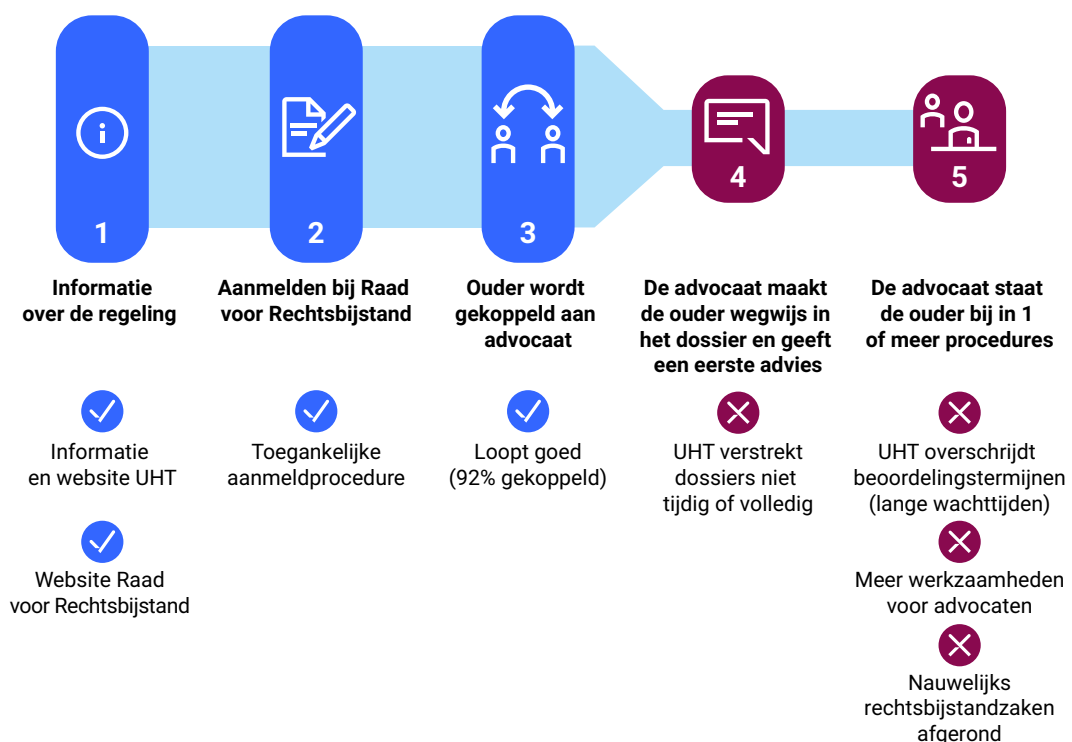 1
Informatie
over de regeling
Informatie
en website UHT
Website Raad
voor Rechtsbijstand
2
Aanmelden bij Raad
voor Rechtsbijstand
Toegankelijke
aanmeldprocedure
3
Ouder wordt
gekoppeld aan
advocaat
Loopt goed
(92% gekoppeld)
4
De advocaat maakt
de ouder wegwijs in
het dossier en geeft
een eerste advies
UHT verstrekt
dossiers niet
tijdig of volledig
5
De advocaat staat
de ouder bij in 1
of meer procedures
UHT overschrijdt
beoordelingstermijnen
(lange wachttijden)
Meer werkzaamheden
voor advocaten
Nauwelijks
rechtsbijstandzaken
afgerond